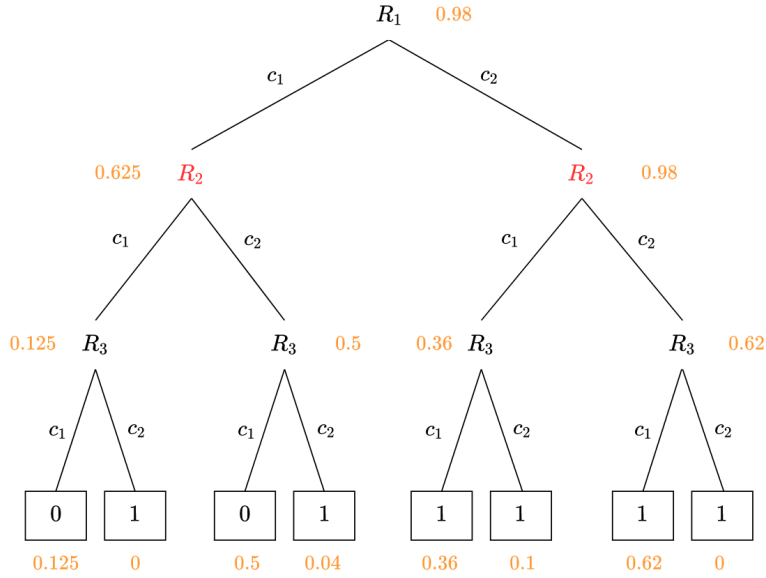 R₁ 0.98
c₁ c₂
0.625 R₂ R₂ 0.98
c₁ c₂ c₁ c₂
0.125 R₃ R₃ 0.5 0.36 R₃ R₃ 0.62
c₁ c₂ c₁ c₂ c₁ c₂ c₁ c₂
0 1 0 1 1 1 1 1
0.125 0 0.5 0.04 0.36 0.1 0.62 0